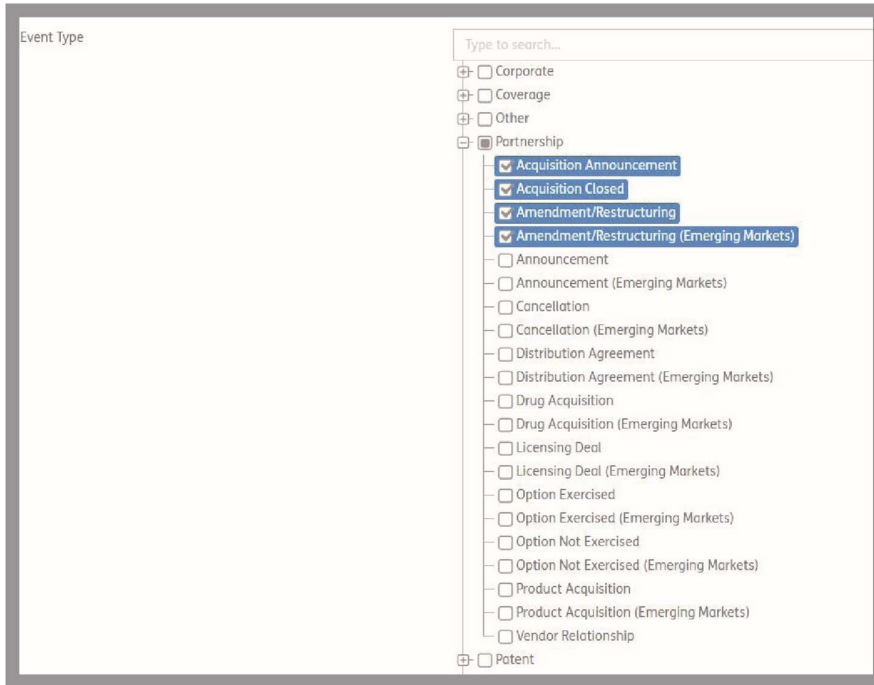 Event Type
Type to search...
Corporate
Coverage
Other
Partnership
Acquisition Announcement
Acquisition Closed
Amendment/Restructuring
Amendment/Restructuring (Emerging Markets)
Announcement
Announcement (Emerging Markets)
Cancellation
Cancellation (Emerging Markets)
Distribution Agreement
Distribution Agreement (Emerging Markets)
Drug Acquisition
Drug Acquisition (Emerging Markets)
Licensing Deal
Licensing Deal (Emerging Markets)
Option Exercised
Option Exercised (Emerging Markets)
Option Not Exercised
Option Not Exercised (Emerging Markets)
Product Acquisition
Product Acquisition (Emerging Markets)
Vendor Relationship
Patent